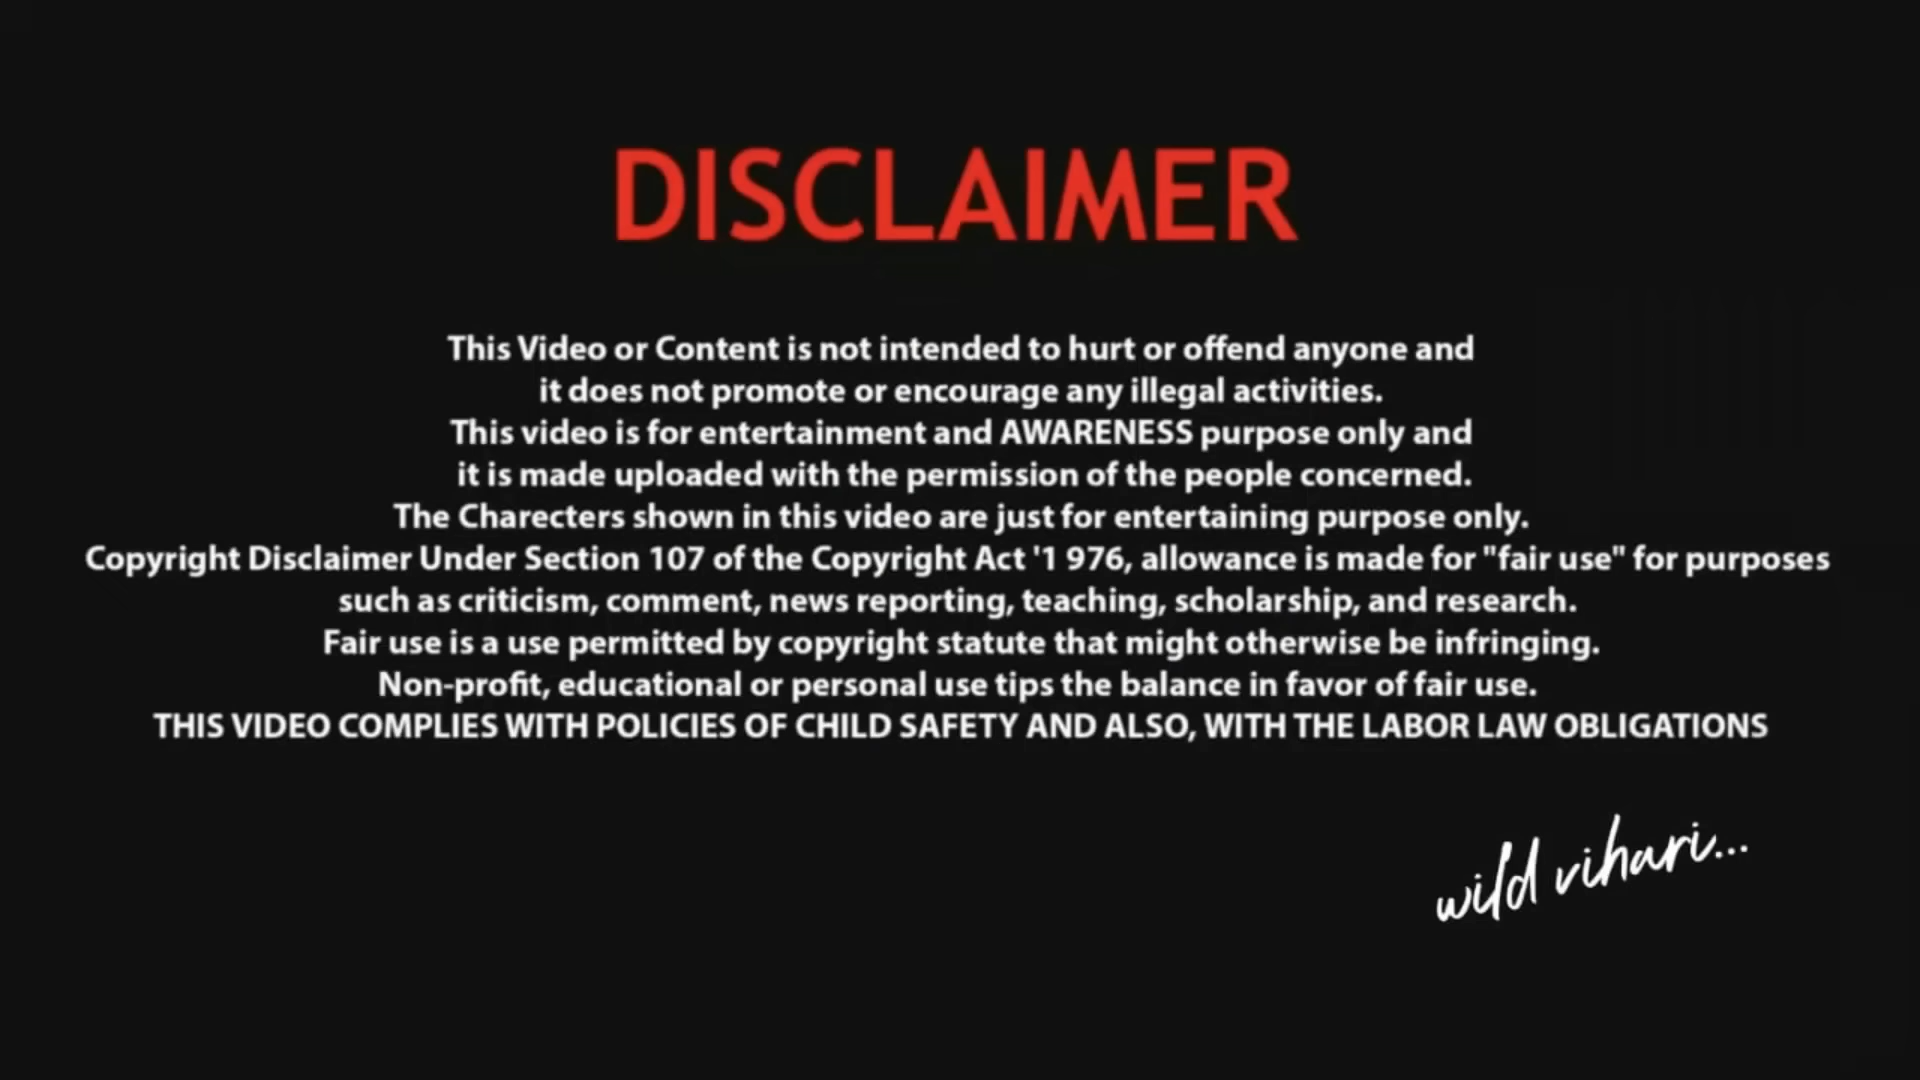 DISCLAIMER
This Video or Content is not intended to hurt or offend anyone and
it does not promote or encourage any illegal activities.
This video is for entertainment and AWARENESS purpose only and
it is made uploaded with the permission of the people concerned.
The Charecters shown in this video are just for entertaining purpose only.
Copyright Disclaimer Under Section 107 of the Copyright Act '1 976, allowance is made for "fair use" for purposes
such as criticism, comment, news reporting, teaching, scholarship, and research.
Fair use is a use permitted by copyright statute that might otherwise be infringing.
Non-profit, educational or personal use tips the balance in favor of fair use.
THIS VIDEO COMPLIES WITH POLICIES OF CHILD SAFETY AND ALSO, WITH THE LABOR LAW OBLIGATIONS
wild vihari...